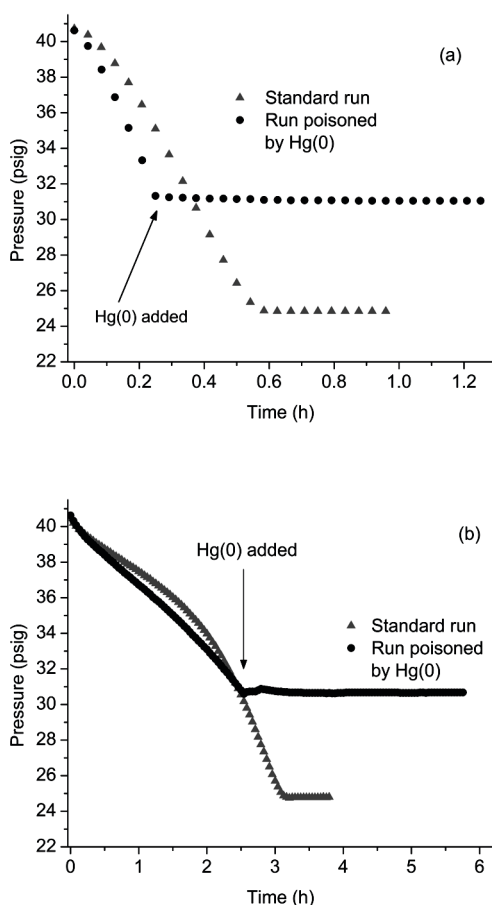 (a)
Standard run
Run poisoned
by Hg(0)
Hg(0) added
Pressure (psig)
40
38
36
34
32
30
28
26
24
22
0.0 0.2 0.4 0.6 0.8 1.0 1.2
Time (h)
(b)
Hg(0) added
Standard run
Run poisoned
by Hg(0)
Pressure (psig)
40
38
36
34
32
30
28
26
24
22
0 1 2 3 4 5 6
Time (h)